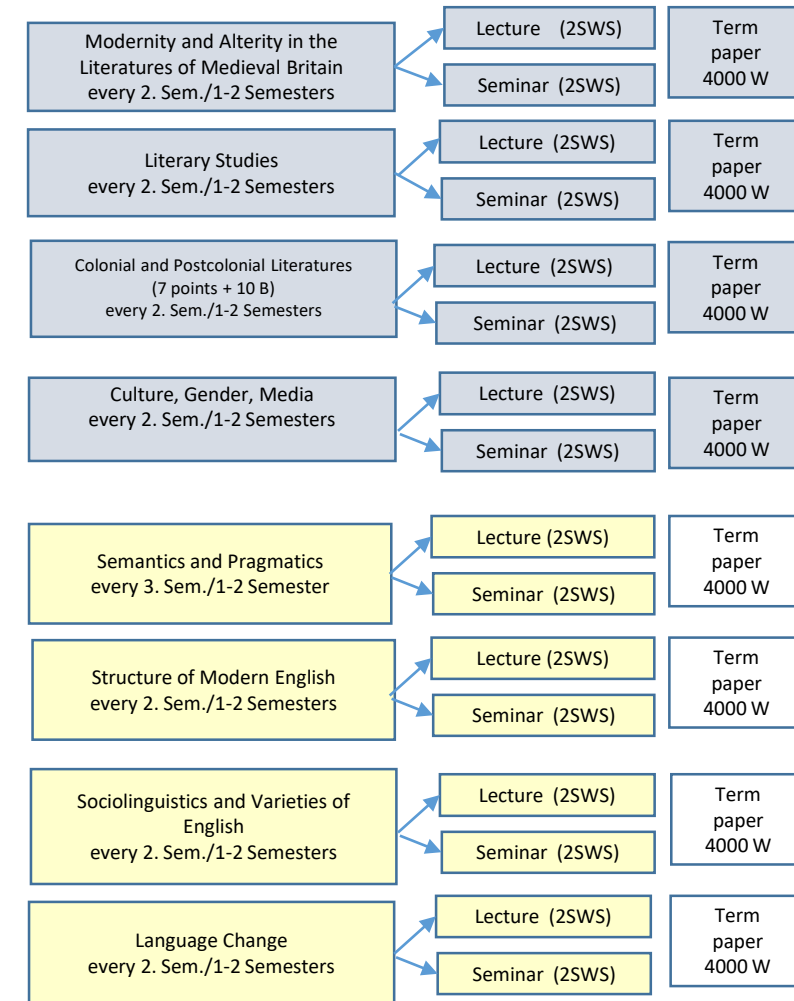 Modernity and Alterity in the
Literatures of Medieval Britain
every 2. Sem./1-2 Semesters
Lecture (2SWS)
Seminar (2SWS)
Term
paper
4000 W
Literary Studies
every 2. Sem./1-2 Semesters
Lecture (2SWS)
Seminar (2SWS)
Term
paper
4000 W
Colonial and Postcolonial Literatures
(7 points + 10 B)
every 2. Sem./1-2 Semesters
Lecture (2SWS)
Seminar (2SWS)
Term
paper
4000 W
Culture, Gender, Media
every 2. Sem./1-2 Semesters
Lecture (2SWS)
Seminar (2SWS)
Term
paper
4000 W
Semantics and Pragmatics
every 3. Sem./1-2 Semester
Lecture (2SWS)
Seminar (2SWS)
Term
paper
4000 W
Structure of Modern English
every 2. Sem./1-2 Semesters
Lecture (2SWS)
Seminar (2SWS)
Term
paper
4000 W
Sociolinguistics and Varieties of
English
every 2. Sem./1-2 Semesters
Lecture (2SWS)
Seminar (2SWS)
Term
paper
4000 W
Language Change
every 2. Sem./1-2 Semesters
Lecture (2SWS)
Seminar (2SWS)
Term
paper
4000 W